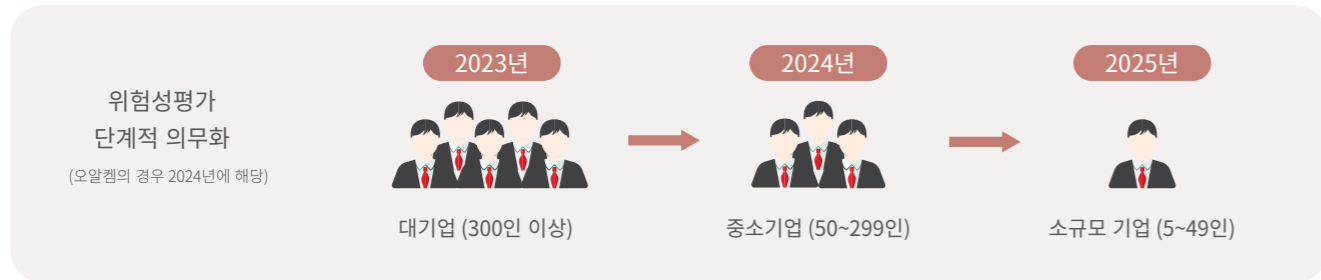 위험성평가
단계적 의무화
(오알켐의 경우 2024년에 해당)
2023년
대기업 (300인 이상)
2024년
중소기업 (50~299인)
2025년
소규모 기업 (5~49인)